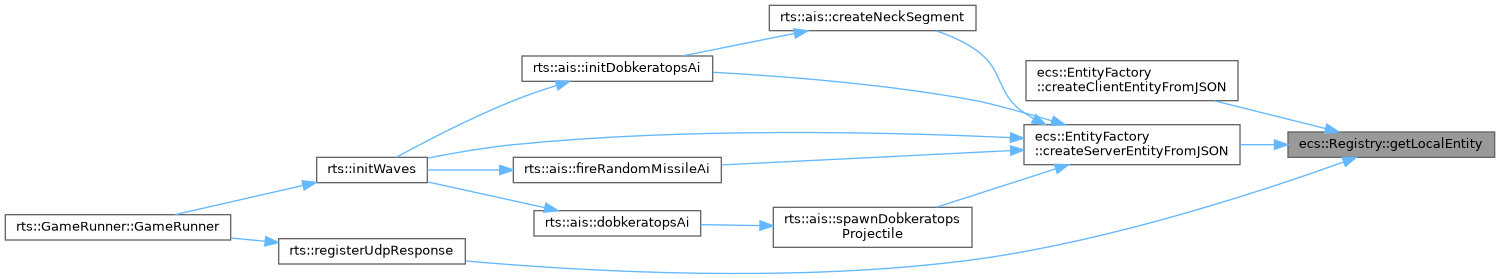 rts::ais::createNeckSegment
rts::ais::initDobkeratopsAi
ecs::EntityFactory
::createClientEntityFromJSON
ecs::EntityFactory
::createServerEntityFromJSON
ecs::Registry::getLocalEntity
rts::initWaves
rts::ais::fireRandomMissileAi
rts::GameRunner::GameRunner
rts::ais::dobkeratopsAi
rts::ais::spawnDobkeratops
Projectile
rts::registerUdpResponse